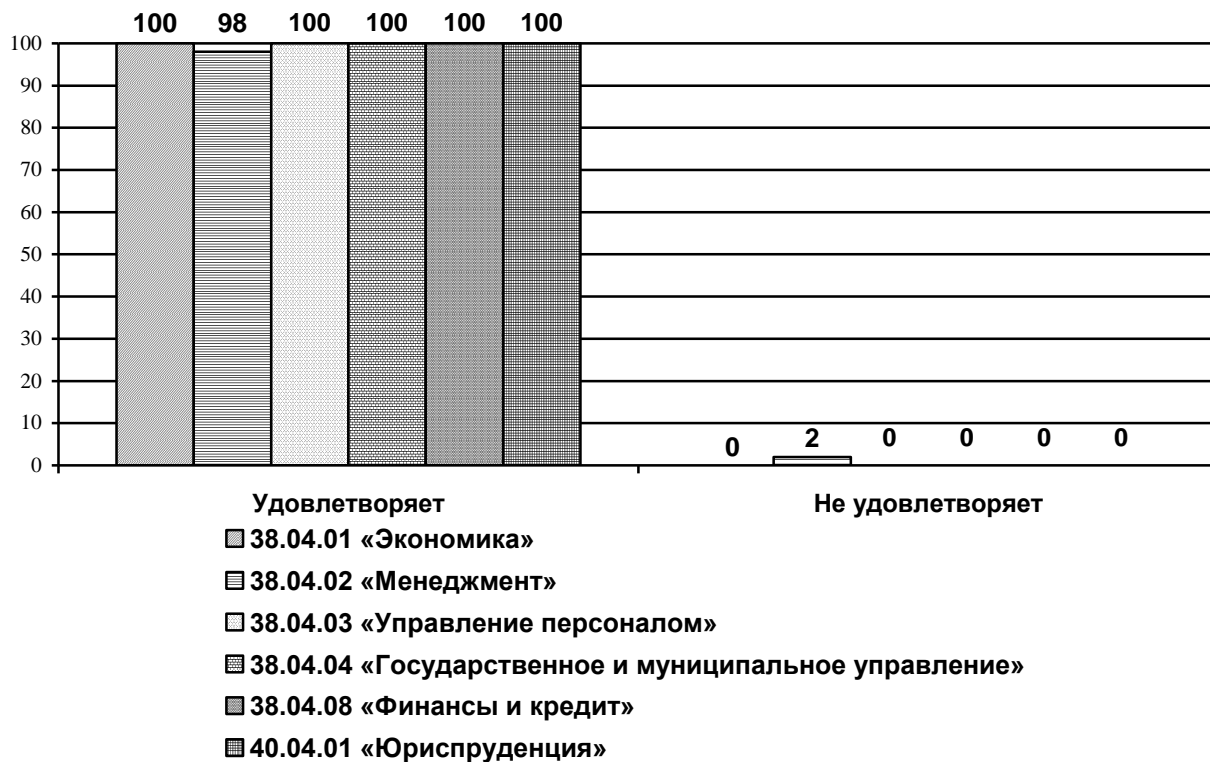 100 98 100 100 100 100
100
90
80
70
60
50
40
30
20
10
0
0 2 0 0 0 0
Удовлетворяет Не удовлетворяет
38.04.01 «Экономика»
38.04.02 «Менеджмент»
38.04.03 «Управление персоналом»
38.04.04 «Государственное и муниципальное управление»
38.04.08 «Финансы и кредит»
40.04.01 «Юриспруденция»